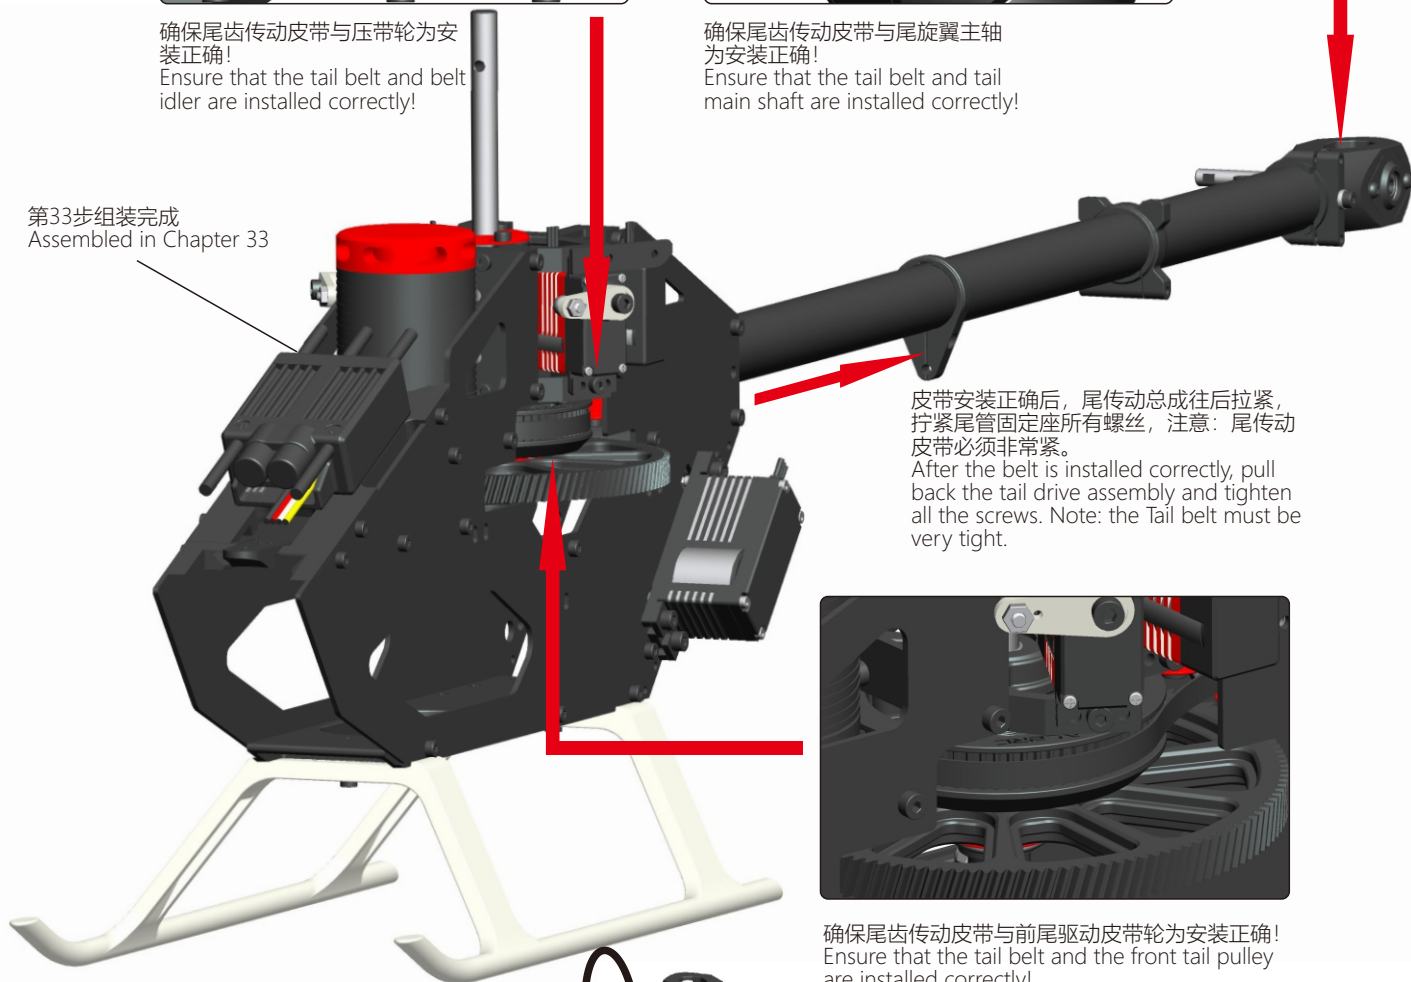 确保尾齿传动皮带与压带轮为安
装正确!
Ensure that the tail belt and belt
idler are installed correctly!
确保尾齿传动皮带与尾旋翼主轴
为安装正确!
Ensure that the tail belt and tail
main shaft are installed correctly!
第33步组装完成
Assembled in Chapter 33
皮带安装正确后，尾传动总成往后拉紧，
拧紧尾管固定座所有螺丝，注意：尾传动
皮带必须非常紧。
After the belt is installed correctly, pull
back the tail drive assembly and tighten
all the screws. Note: the Tail belt must be
very tight.
确保尾齿传动皮带与前尾驱动皮带轮为安装正确!
Ensure that the tail belt and the front tail pulley
are installed correctly!